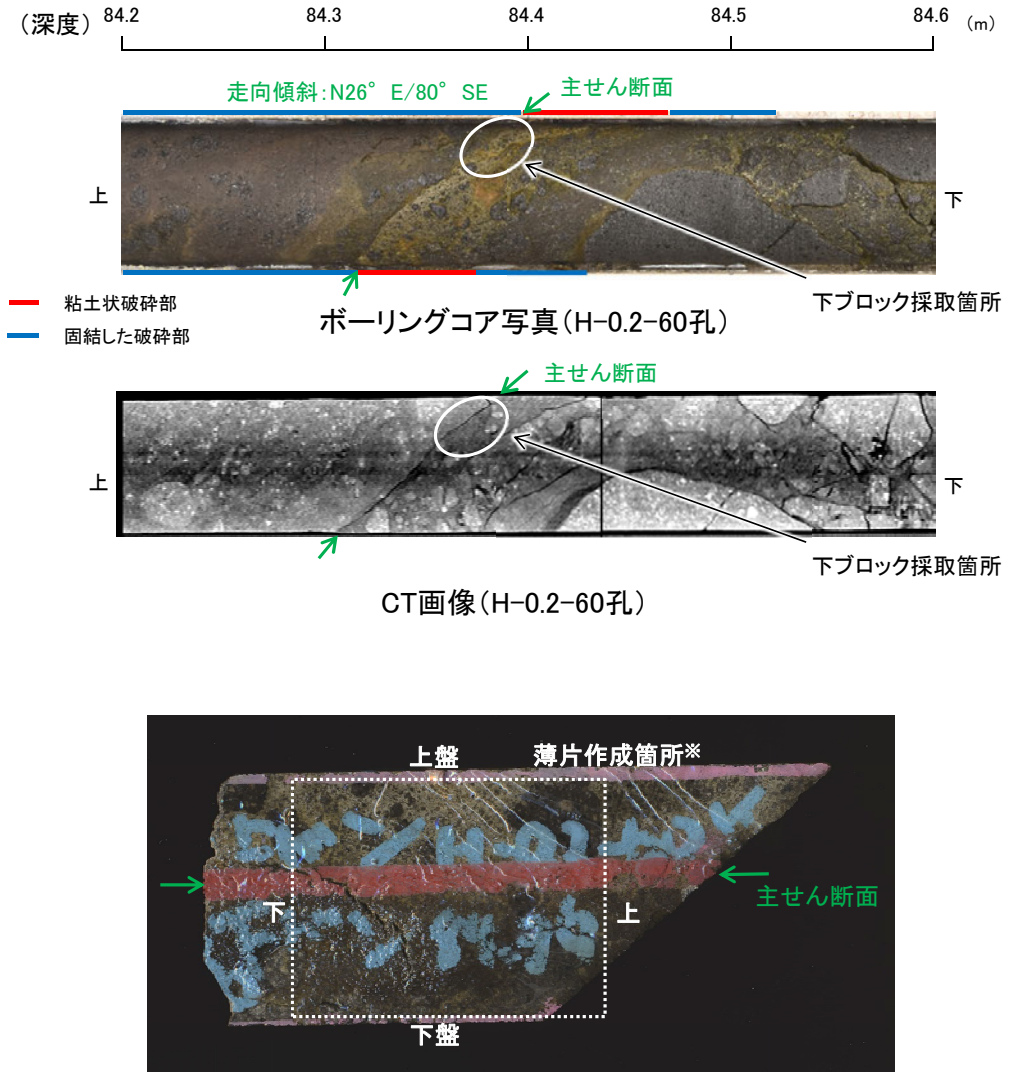 (深度) 84.2 84.3 84.4 84.5 84.6 (m)
走向傾斜：N26° E/80° SE
主せん断面
上
下
粘土状破砕部
固結した破砕部
ボーリングコア写真（H-0.2-60孔）
下ブロック採取箇所
主せん断面
上
下
下ブロック採取箇所
CT画像（H-0.2-60孔）
上盤
薄片作成箇所※
下
上
主せん断面
下盤